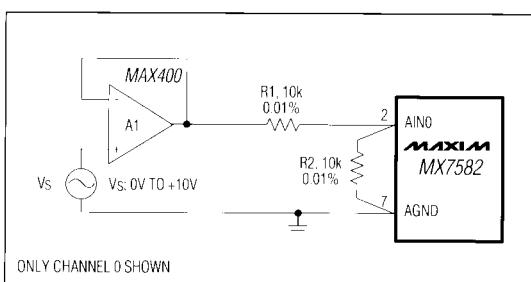 MAX400
A1
R1, 10k
0.01%
2
AIN0
MAXIM
MX7582
R2, 10k
0.01%
VS
VS: 0V TO +10V
7
AGND
ONLY CHANNEL 0 SHOWN